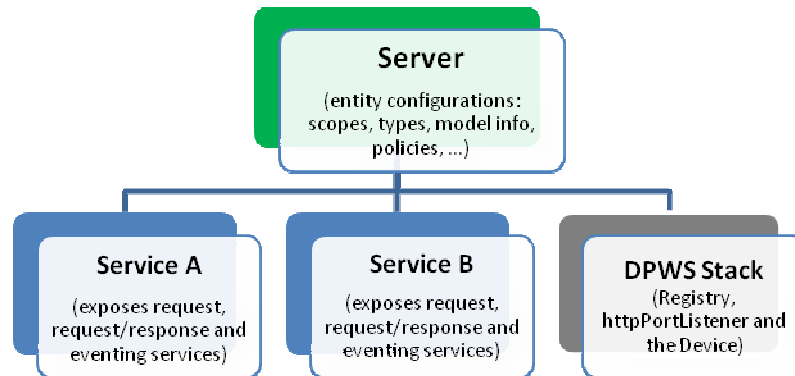 Server
(entity configurations:
scopes, types, model info,
policies, ...)
Service A
(exposes request,
request/response and
eventing services)
Service B
(exposes request,
request/response and
eventing services)
DPWS Stack
(Registry,
httpPortListener and
the Device)